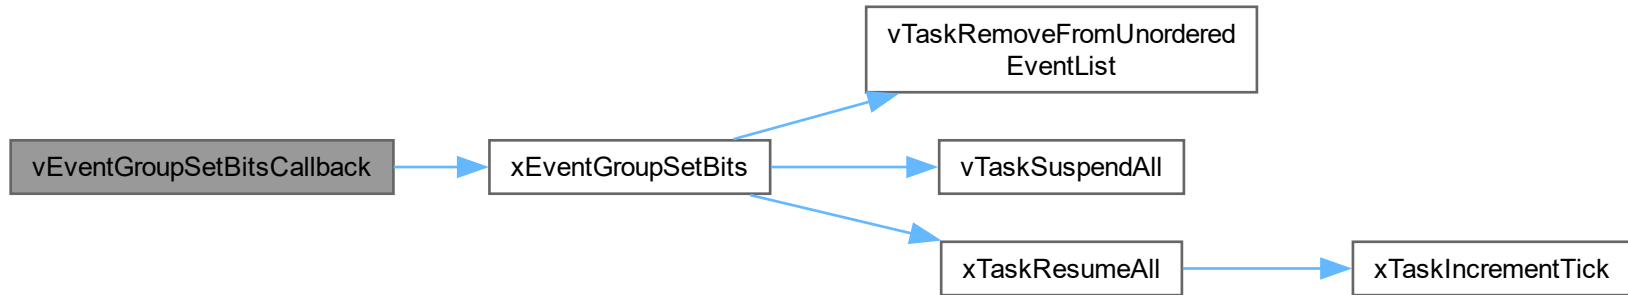 vTaskRemoveFromUnordered
EventList
vEventGroupSetBitsCallback
xEventGroupSetBits
vTaskSuspendAll
xTaskResumeAll
xTaskIncrementTick